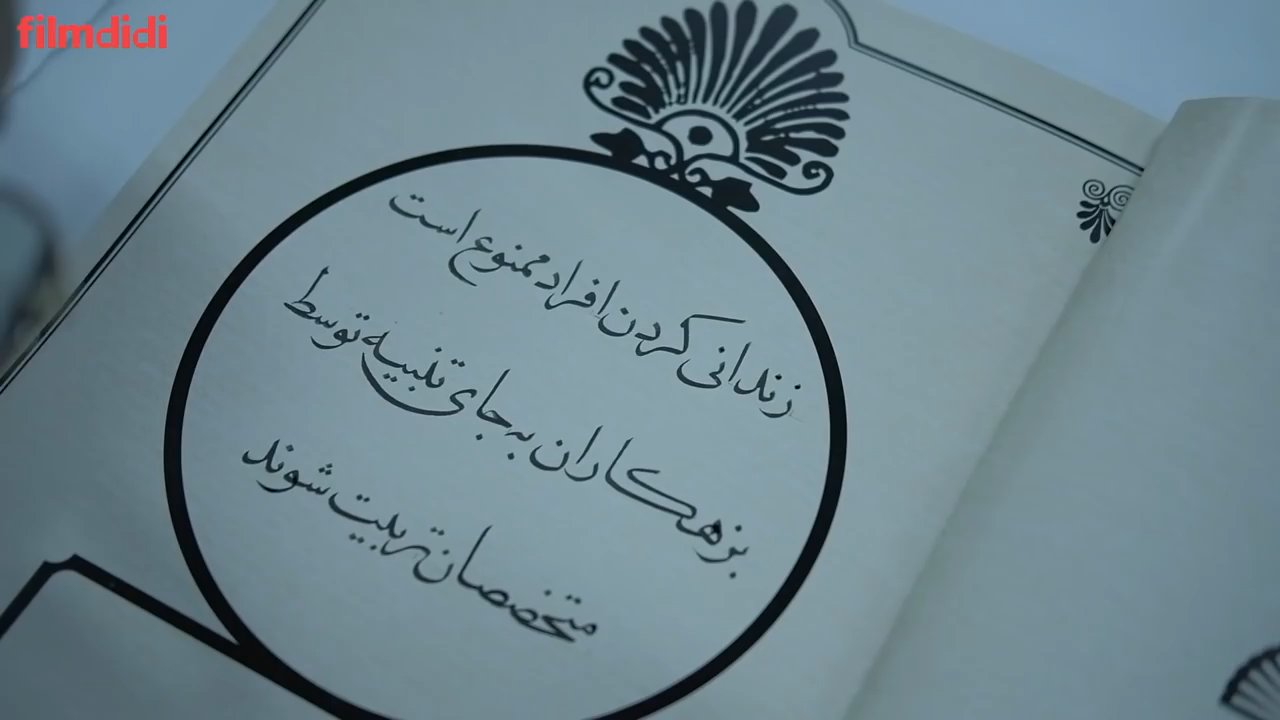 filmdidi
زندانی کردن افراد ممنوع است
بزهکاران به جای تنبیه توسط
متخصصان تربیت شوند